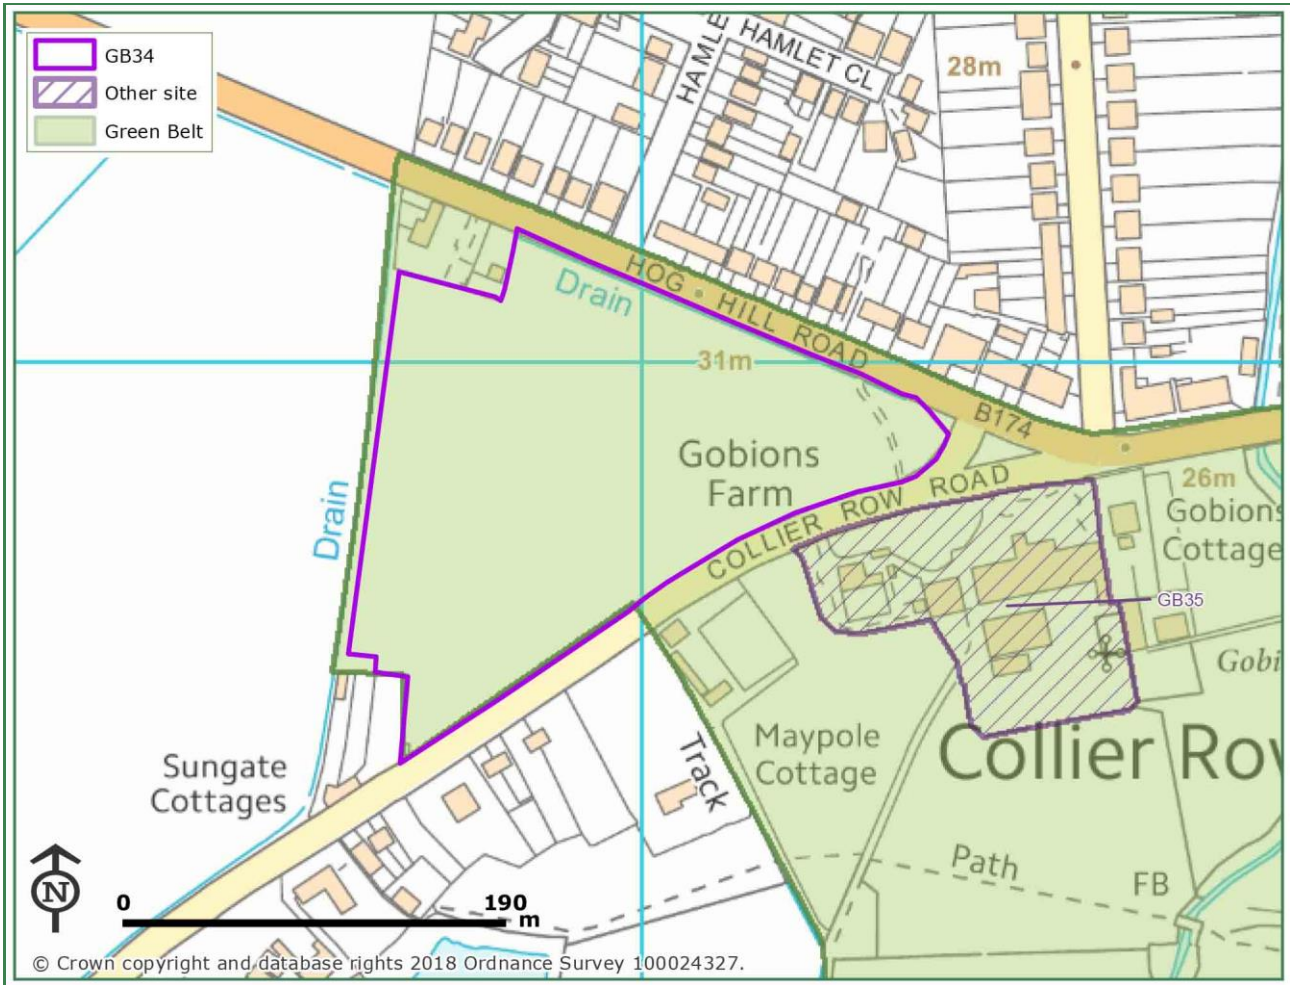 GB34
Other site
Green Belt
HAMLE
HAMLET CL
28m
Drain
HOG HILL ROAD
31m
B174
Gobions
Farm
COLLIER ROW ROAD
26m
Gobions
Cottage
Drain
GB35
Gobi
Maypole
Cottage
Collier Row
Track
Sungate
Cottages
Path
FB
N
0
190
m
© Crown copyright and database rights 2018 Ordnance Survey 100024327.